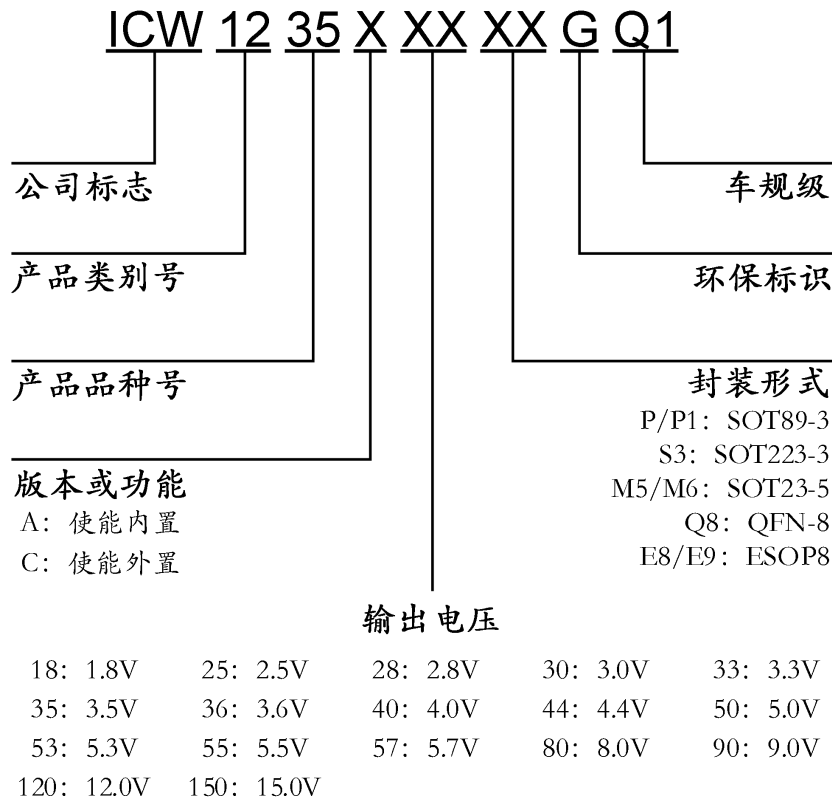 ICW 12 35 X XX XX G Q1
公司标志
车规级
产品类别号
环保标识
产品品种号
封装形式
P/P1: SOT89-3
S3: SOT223-3
M5/M6: SOT23-5
Q8: QFN-8
E8/E9: ESOP8
版本或功能
A: 使能内置
C: 使能外置
输出电压
18: 1.8V 25: 2.5V 28: 2.8V 30: 3.0V 33: 3.3V
35: 3.5V 36: 3.6V 40: 4.0V 44: 4.4V 50: 5.0V
53: 5.3V 55: 5.5V 57: 5.7V 80: 8.0V 90: 9.0V
120: 12.0V 150: 15.0V